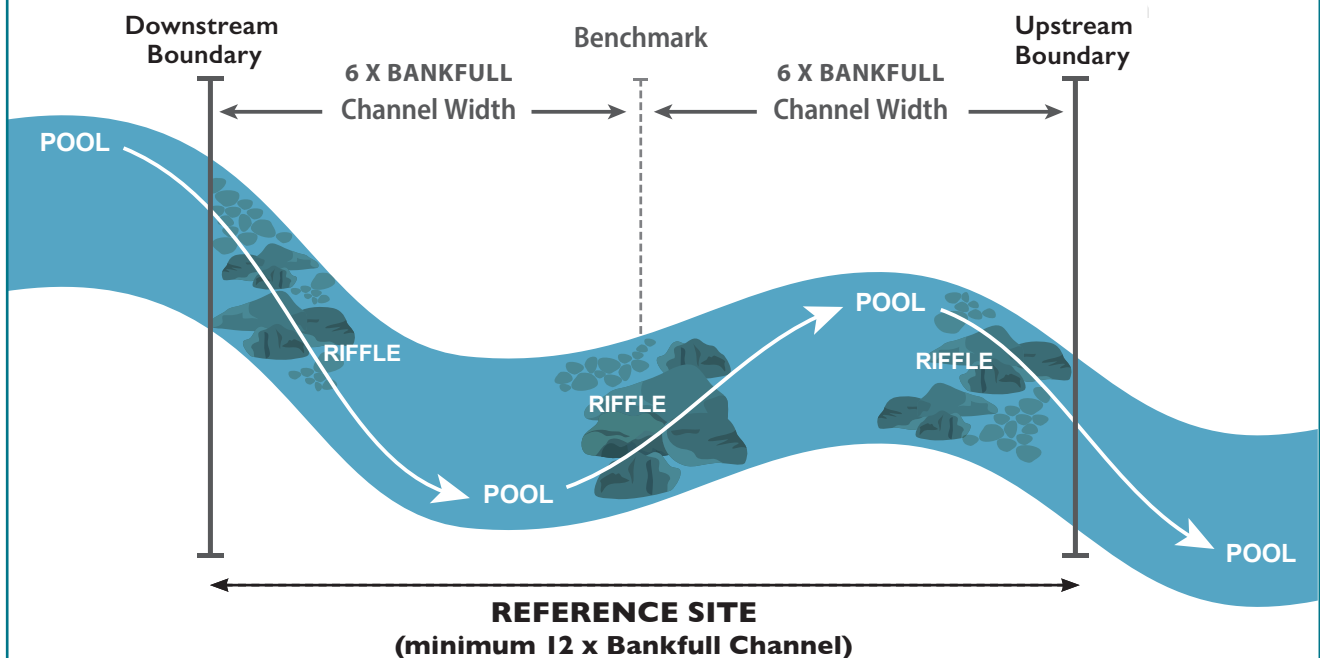 Downstream
Boundary
Benchmark
Upstream
Boundary
6 X BANKFULL
Channel Width
6 X BANKFULL
Channel Width
POOL
RIFFLE
POOL
RIFFLE
POOL
RIFFLE
POOL
REFERENCE SITE
(minimum 12 x Bankfull Channel)